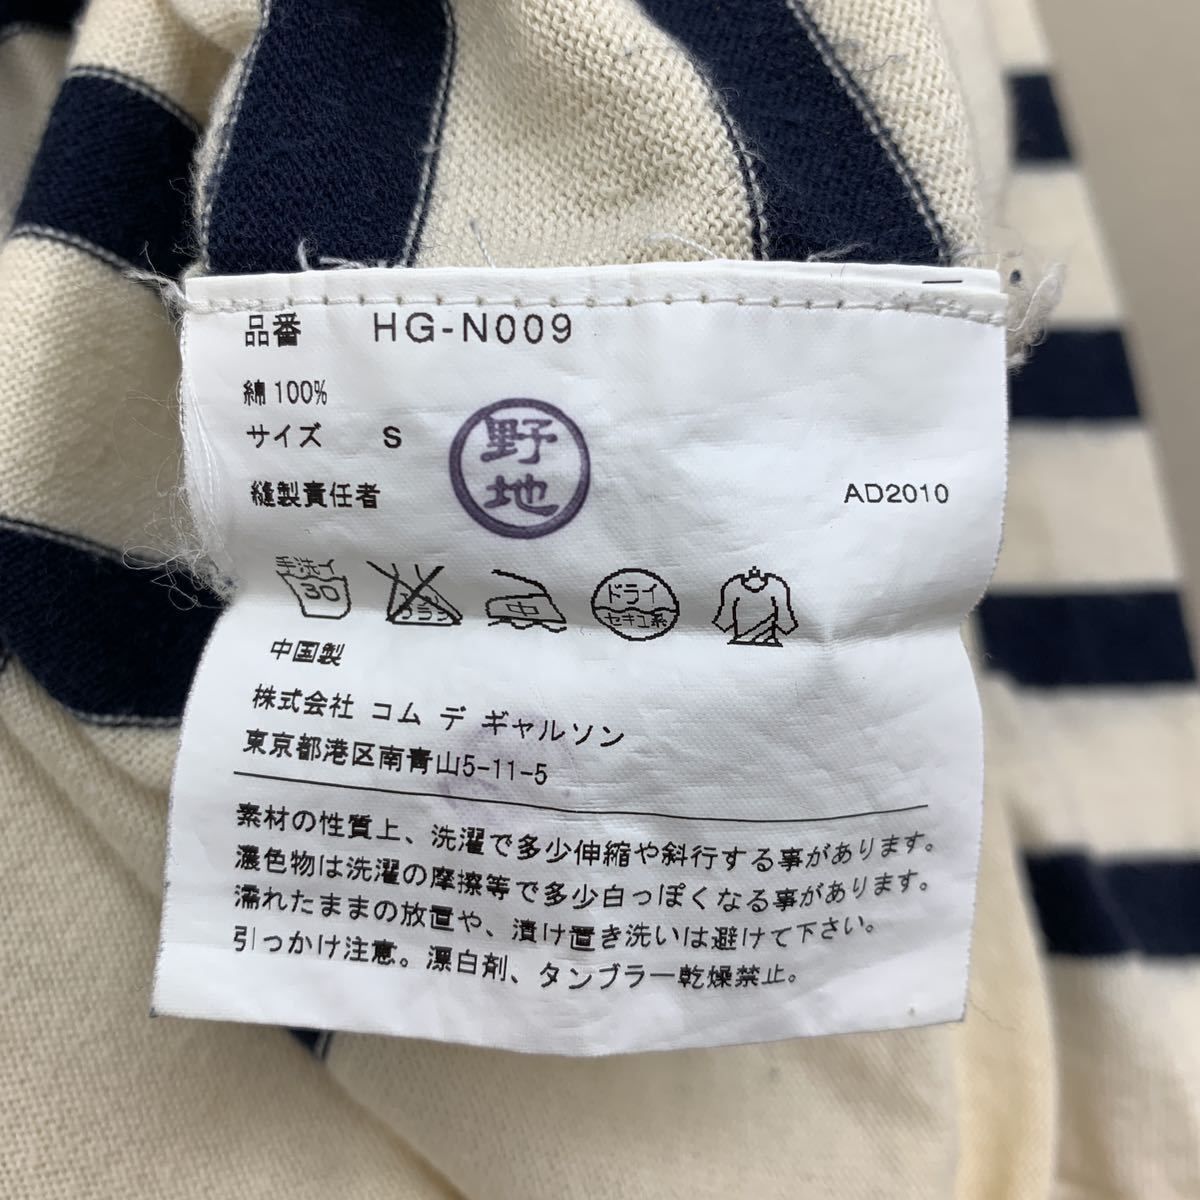 品番 HG-N009
綿 100%
サイズ S
野地
縫製責任者
AD2010
手洗イ
30
エンソ
サラシ
中
ドライ
セキユ系
中国製
株式会社 コム デ ギャルソン
東京都港区南青山5-11-5
素材の性質上、洗濯で多少伸縮や斜行する事があります。
濃色物は洗濯の摩擦等で多少白っぽくなる事があります。
濡れたままの放置や、漬け置き洗いは避けて下さい。
引っかけ注意。漂白剤、タンブラー乾燥禁止。